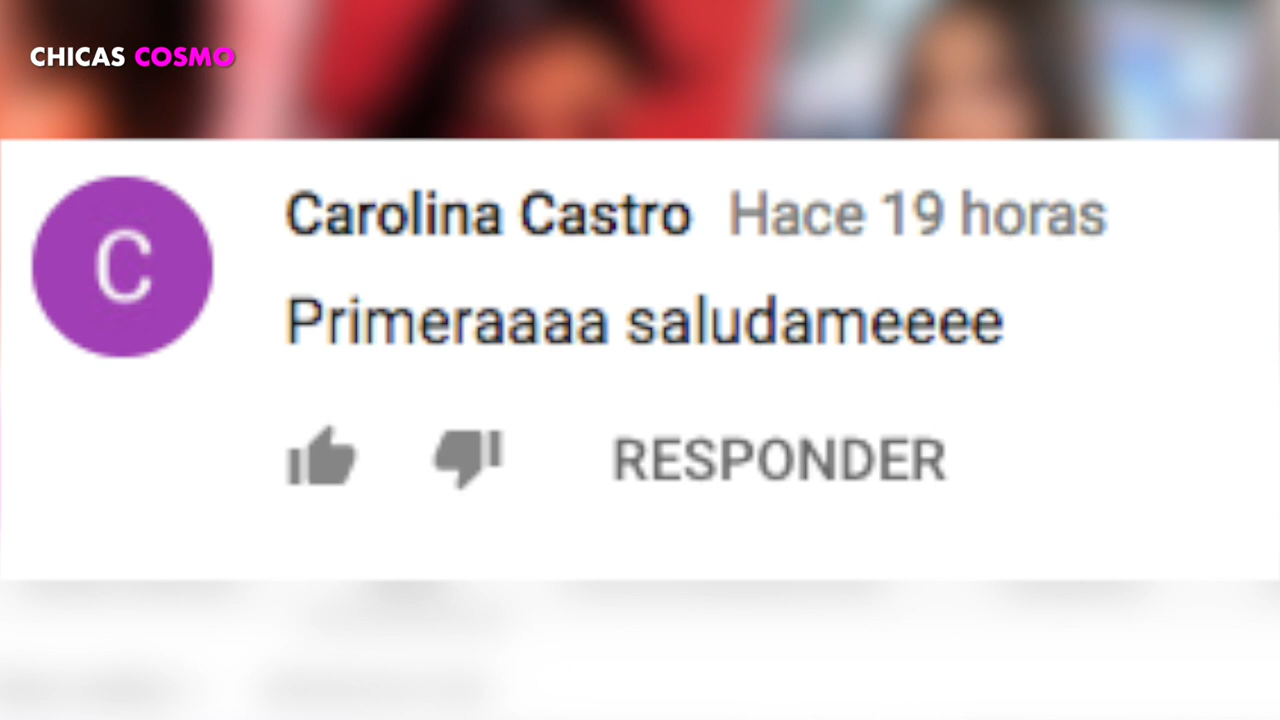 CHICAS COSMO
C
Carolina Castro Hace 19 horas
Primeraaaa saludameeee
RESPONDER